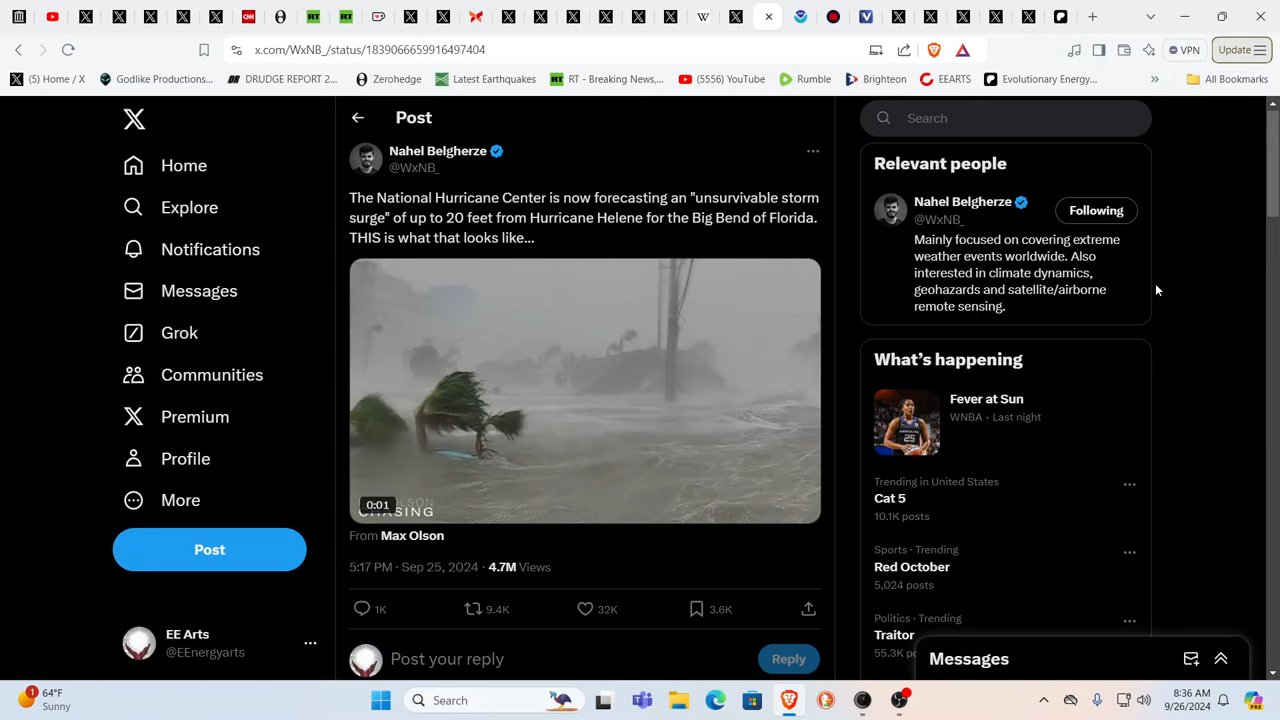 x.com/WxNB_/status/1839066659916497404
VPN
Update
(5) Home / X
Godlike Productions...
DRUDGE REPORT 2...
Zerohedge
Latest Earthquakes
RT - Breaking News,...
(5556) YouTube
Rumble
Brighteon
EEARTS
Evolutionary Energy...
All Bookmarks
Home
Explore
Notifications
Messages
Grok
Communities
Premium
Profile
More
Post
EE Arts
@EEnergyarts
Post
Nahel Belgherze
@WxNB_
The National Hurricane Center is now forecasting an "unsurvivable storm
surge" of up to 20 feet from Hurricane Helene for the Big Bend of Florida.
THIS is what that looks like...
0:01
OLSON
CHASING
From Max Olson
5:17 PM · Sep 25, 2024 · 4.7M Views
1K
9.4K
32K
3.6K
Post your reply
Reply
Search
Relevant people
Nahel Belgherze
@WxNB_
Following
Mainly focused on covering extreme
weather events worldwide. Also
interested in climate dynamics,
geohazards and satellite/airborne
remote sensing.
What's happening
Fever at Sun
WNBA · Last night
Trending in United States
Cat 5
10.1K posts
Sports · Trending
Red October
5,024 posts
Politics · Trending
Traitor
55.3K
Messages
1
64°F
Sunny
Search
8:36 AM
9/26/2024